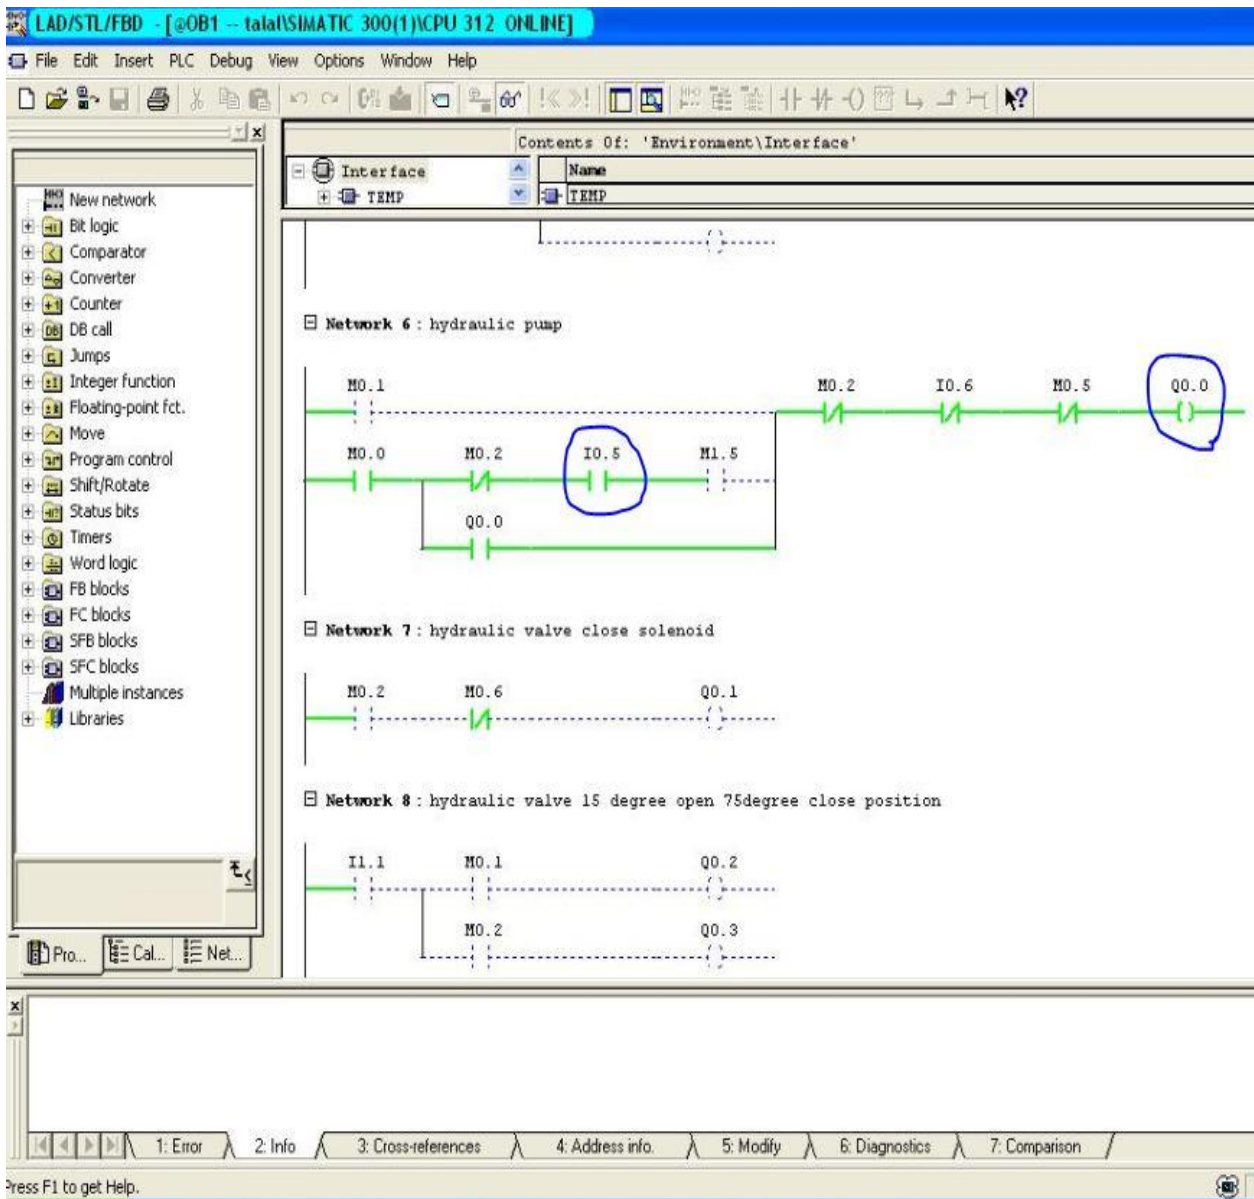 LAD/STL/FBD - [@OB1 -- talal\SIMATIC 300(1)\CPU 312 ONLINE]
File Edit Insert PLC Debug View Options Window Help
Contents Of: 'Environment\Interface'
Interface
TEMP
Name
TEMP
New network
Bit logic
Comparator
Converter
Counter
DB call
Jumps
Integer function
Floating-point fct.
Move
Program control
Shift/Rotate
Status bits
Timers
Word logic
FB blocks
FC blocks
SFB blocks
SFC blocks
Multiple instances
Libraries
Pro... Cal... Net...
Network 6 : hydraulic pump
M0.1 M0.2 I0.6 M0.5 Q0.0
M0.0 M0.2 I0.5 M1.5
Q0.0
Network 7 : hydraulic valve close solenoid
M0.2 M0.6 Q0.1
Network 8 : hydraulic valve 15 degree open 75degree close position
I1.1 M0.1 Q0.2
M0.2 Q0.3
1: Error 2: Info 3: Cross-references 4: Address info. 5: Modify 6: Diagnostics 7: Comparison
Press F1 to get Help.